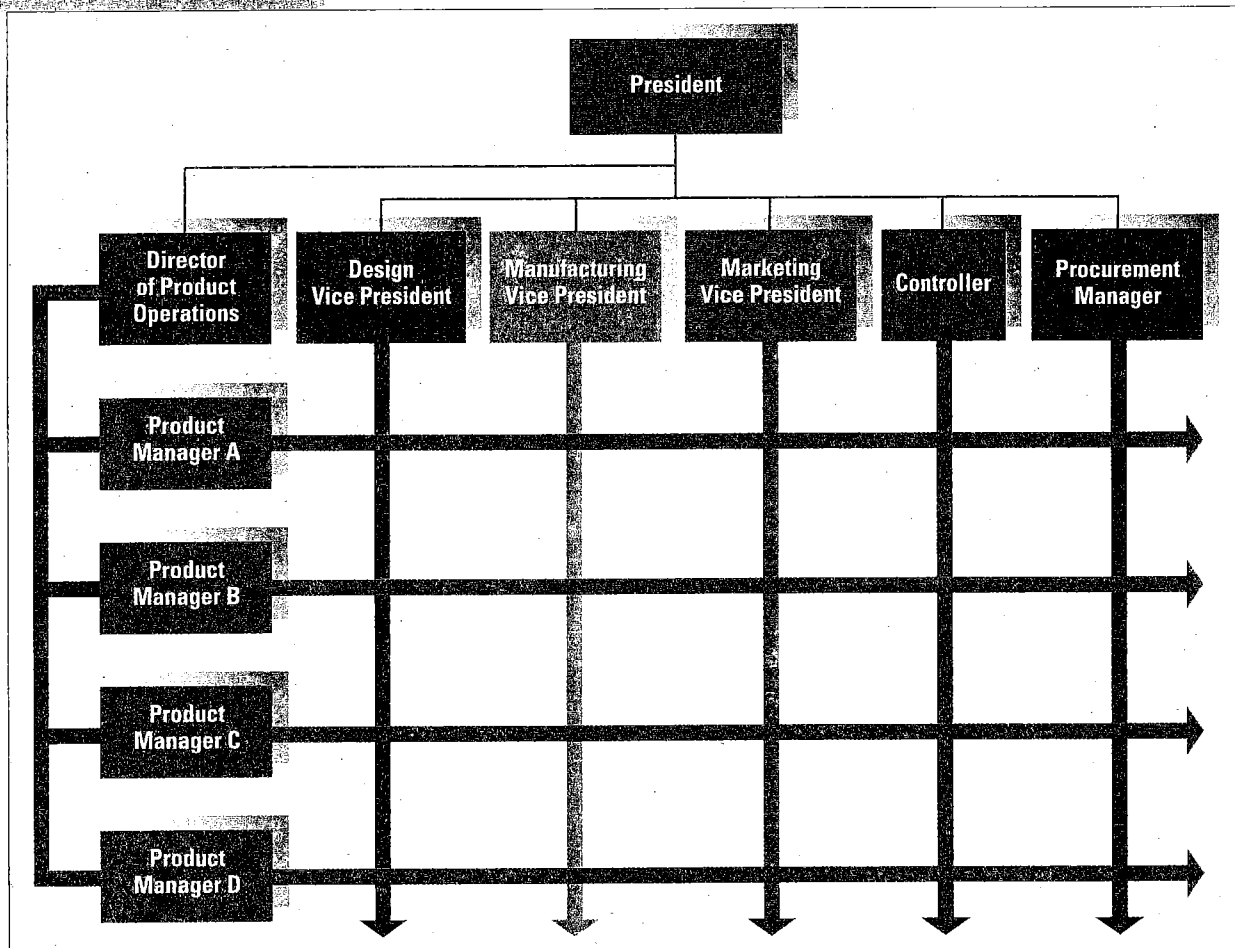 President
Director
of Product
Operations
Design
Vice President
Manufacturing
Vice President
Marketing
Vice President
Controller
Procurement
Manager
Product
Manager A
Product
Manager B
Product
Manager C
Product
Manager D